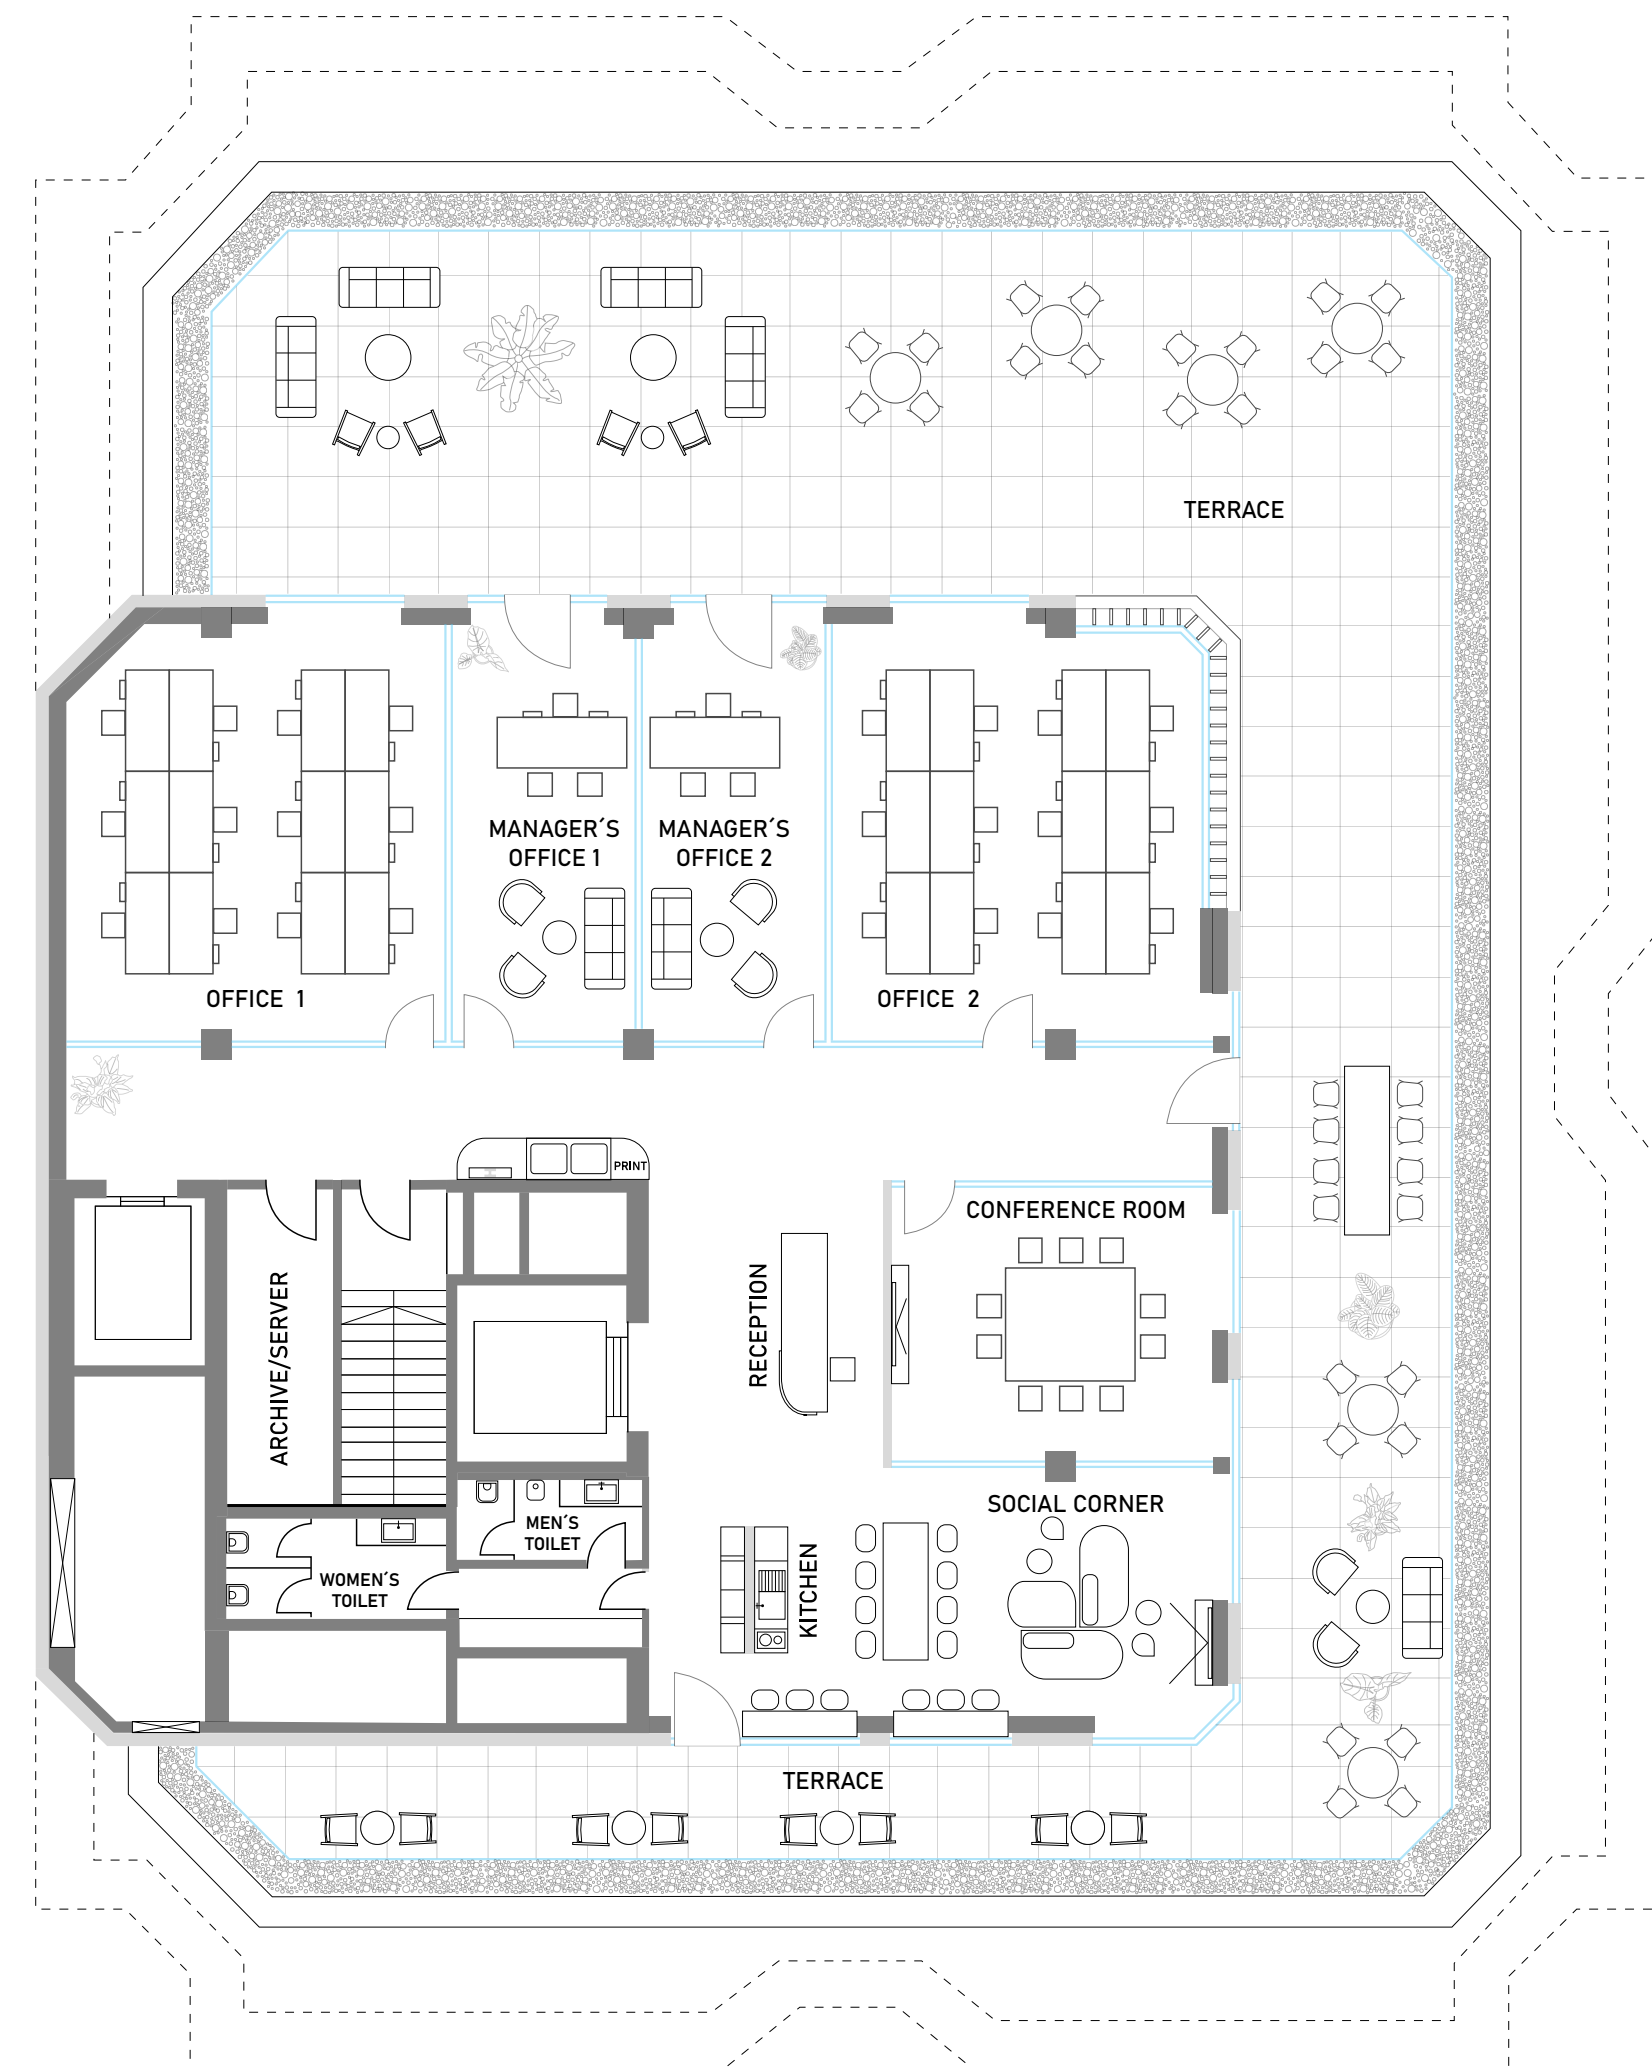 TERRACE
MANAGER´S
OFFICE 1
MANAGER´S
OFFICE 2
OFFICE 1
OFFICE 2
PRINT
CONFERENCE ROOM
RECEPTION
ARCHIVE/SERVER
SOCIAL CORNER
MEN´S
TOILET
KITCHEN
WOMEN´S
TOILET
TERRACE